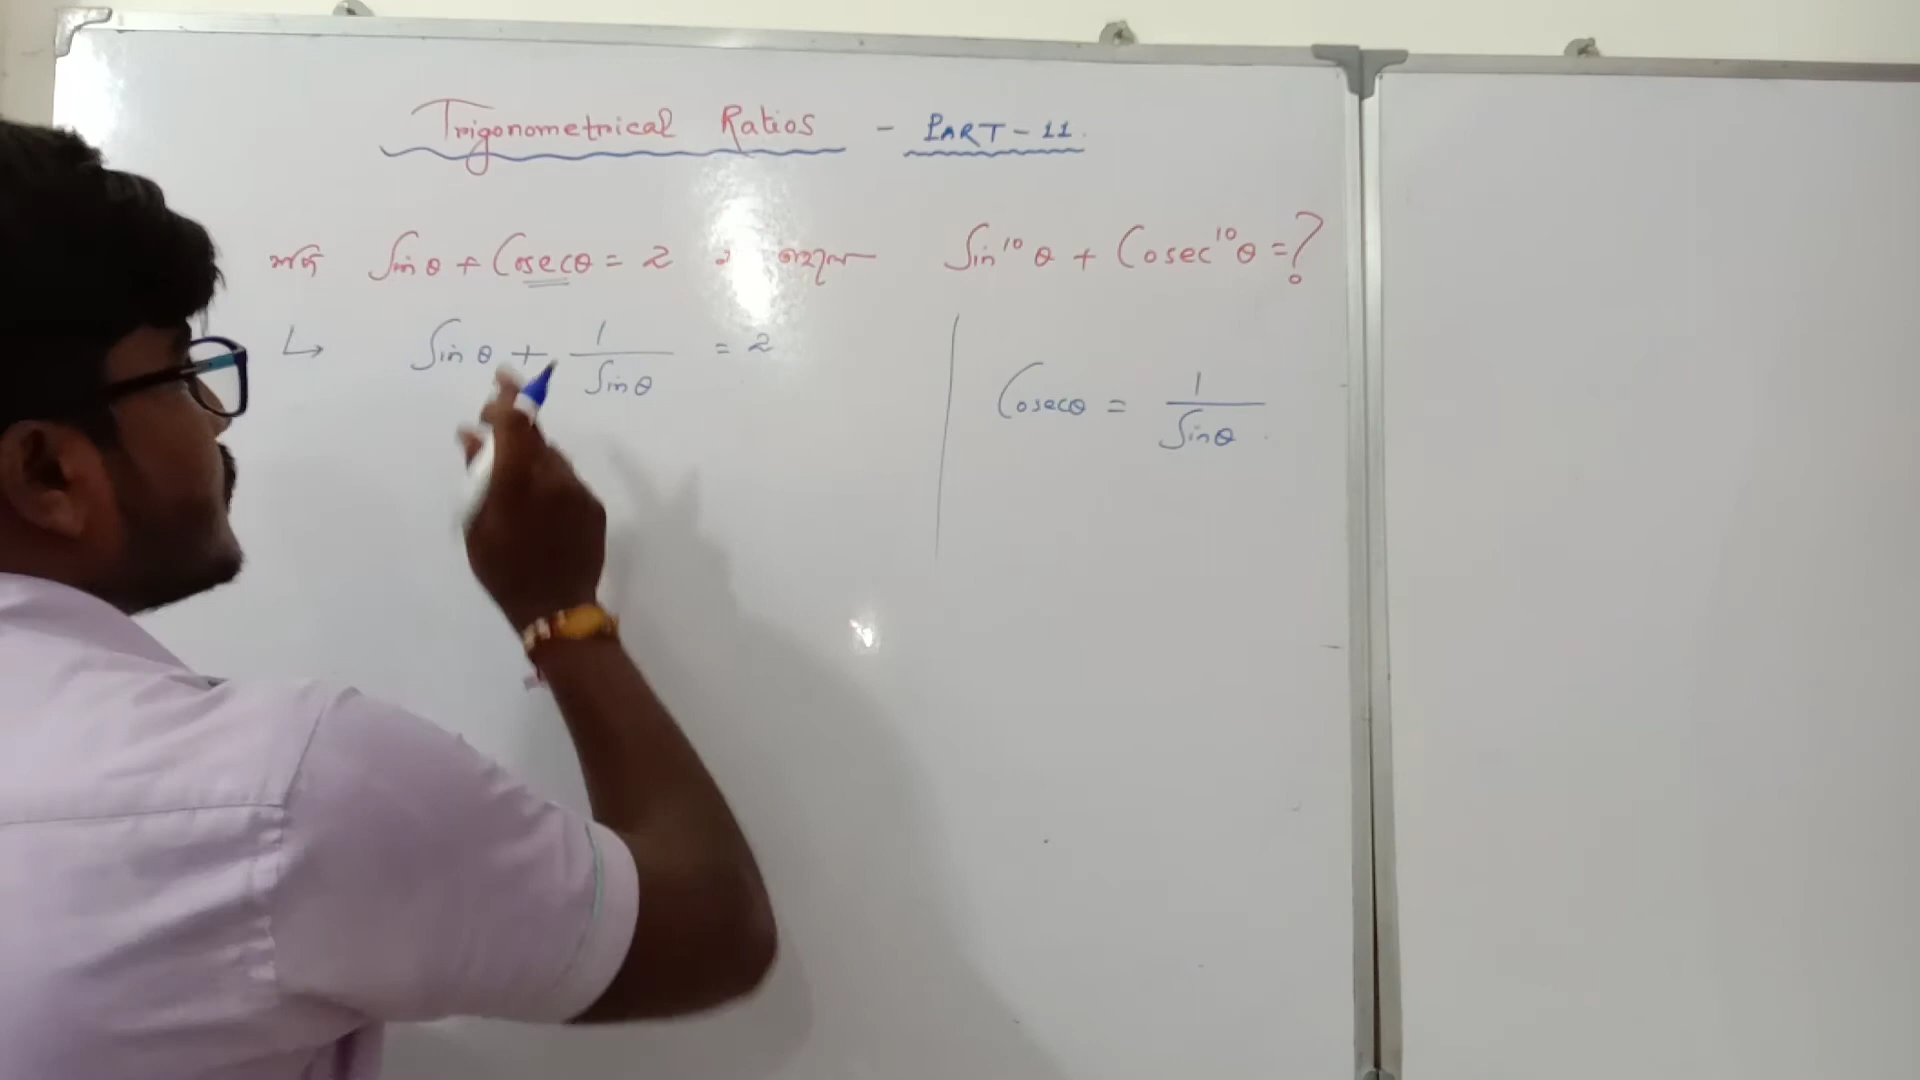 Trigonometrical Ratios - PART-11.
যদি Sinθ + Cosecθ = 2 হয় তাহলে Sin¹⁰θ + Cosec¹⁰θ = ?
↳ Sinθ + 1/Sinθ = 2
Cosecθ = 1/Sinθ